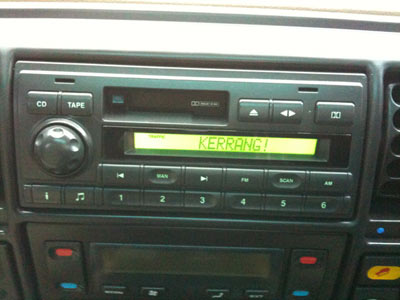 CD TAPE
KERRANG!
MAN FM SCAN AM
1 2 3 4 5 6